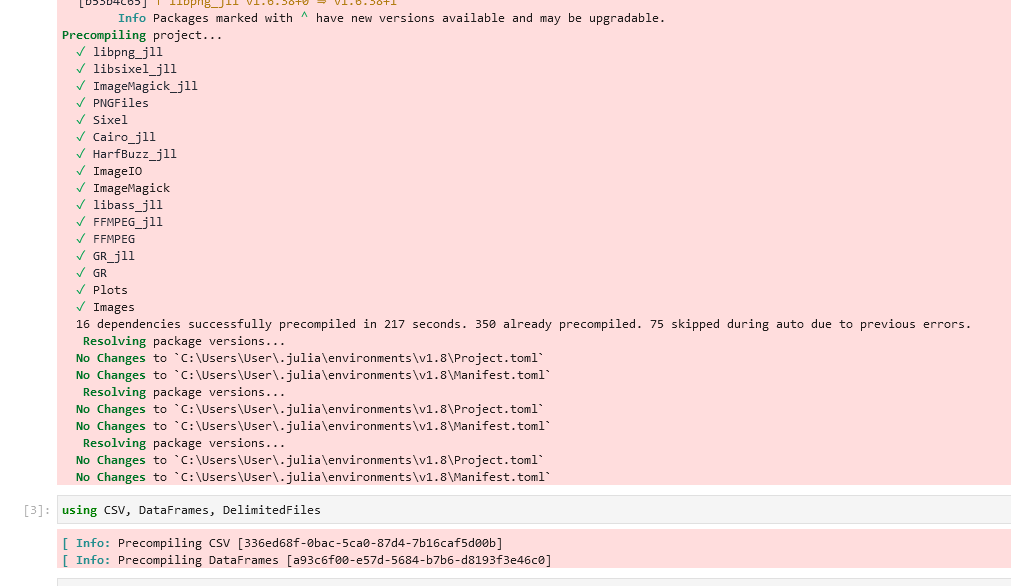 [b53b4c65] ↑ libpng_jll v1.6.38+0 ⇒ v1.6.38+1
Info Packages marked with ^ have new versions available and may be upgradable.
Precompiling project...
✓ libpng_jll
✓ libsixel_jll
✓ ImageMagick_jll
✓ PNGFiles
✓ Sixel
✓ Cairo_jll
✓ HarfBuzz_jll
✓ ImageIO
✓ ImageMagick
✓ libass_jll
✓ FFMPEG_jll
✓ FFMPEG
✓ GR_jll
✓ GR
✓ Plots
✓ Images
16 dependencies successfully precompiled in 217 seconds. 350 already precompiled. 75 skipped during auto due to previous errors.
Resolving package versions...
No Changes to `C:\Users\User\.julia\environments\v1.8\Project.toml`
No Changes to `C:\Users\User\.julia\environments\v1.8\Manifest.toml`
Resolving package versions...
No Changes to `C:\Users\User\.julia\environments\v1.8\Project.toml`
No Changes to `C:\Users\User\.julia\environments\v1.8\Manifest.toml`
Resolving package versions...
No Changes to `C:\Users\User\.julia\environments\v1.8\Project.toml`
No Changes to `C:\Users\User\.julia\environments\v1.8\Manifest.toml`
[3]: using CSV, DataFrames, DelimitedFiles
[ Info: Precompiling CSV [336ed68f-0bac-5ca0-87d4-7b16caf5d00b]
[ Info: Precompiling DataFrames [a93c6f00-e57d-5684-b7b6-d8193f3e46c0]